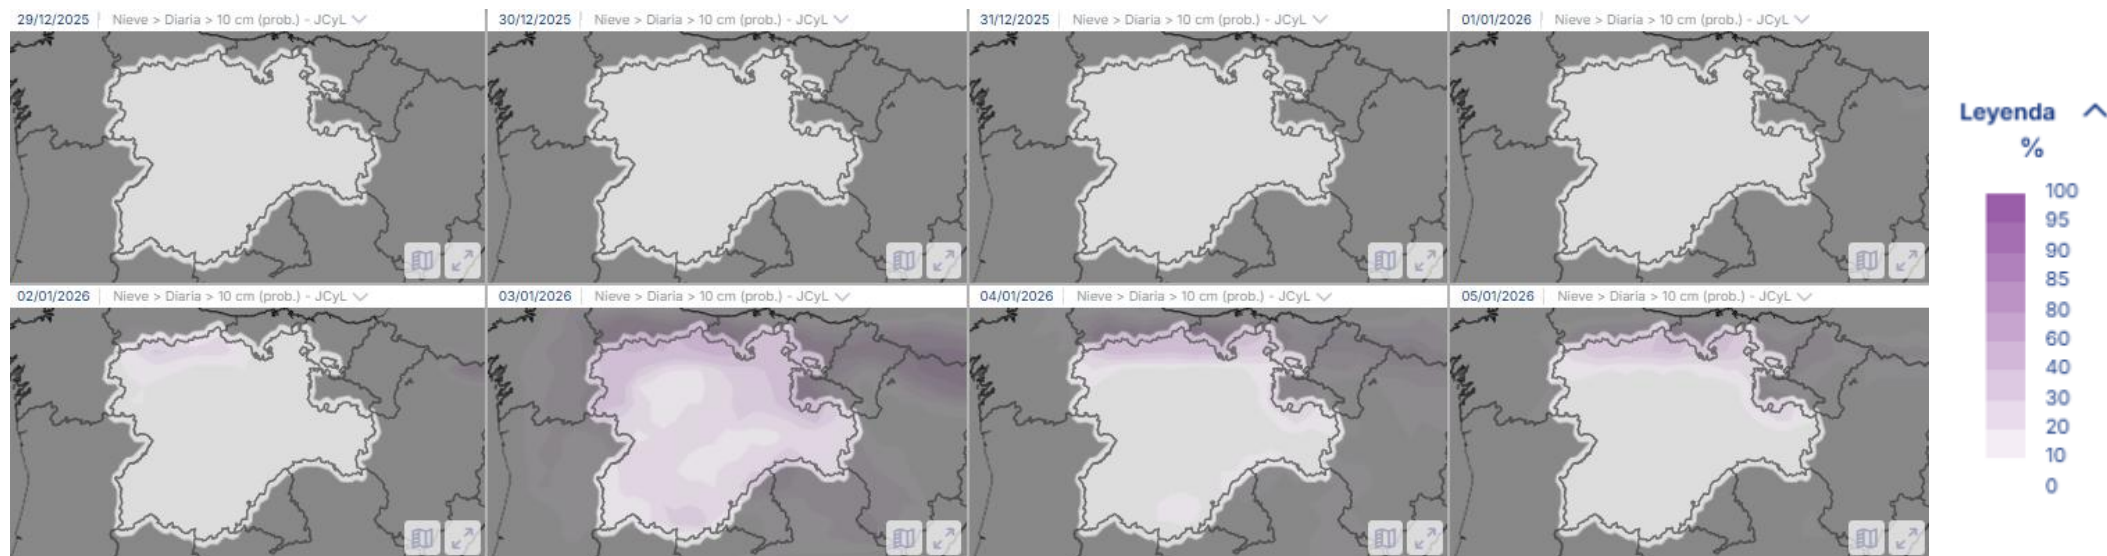 29/12/2025 Nieve > Diaria > 10 cm (prob.) - JCyL
30/12/2025 Nieve > Diaria > 10 cm (prob.) - JCyL
31/12/2025 Nieve > Diaria > 10 cm (prob.) - JCyL
01/01/2026 Nieve > Diaria > 10 cm (prob.) - JCyL
02/01/2026 Nieve > Diaria > 10 cm (prob.) - JCyL
03/01/2026 Nieve > Diaria > 10 cm (prob.) - JCyL
04/01/2026 Nieve > Diaria > 10 cm (prob.) - JCyL
05/01/2026 Nieve > Diaria > 10 cm (prob.) - JCyL
Leyenda
%
100
95
90
85
80
60
40
30
20
10
0